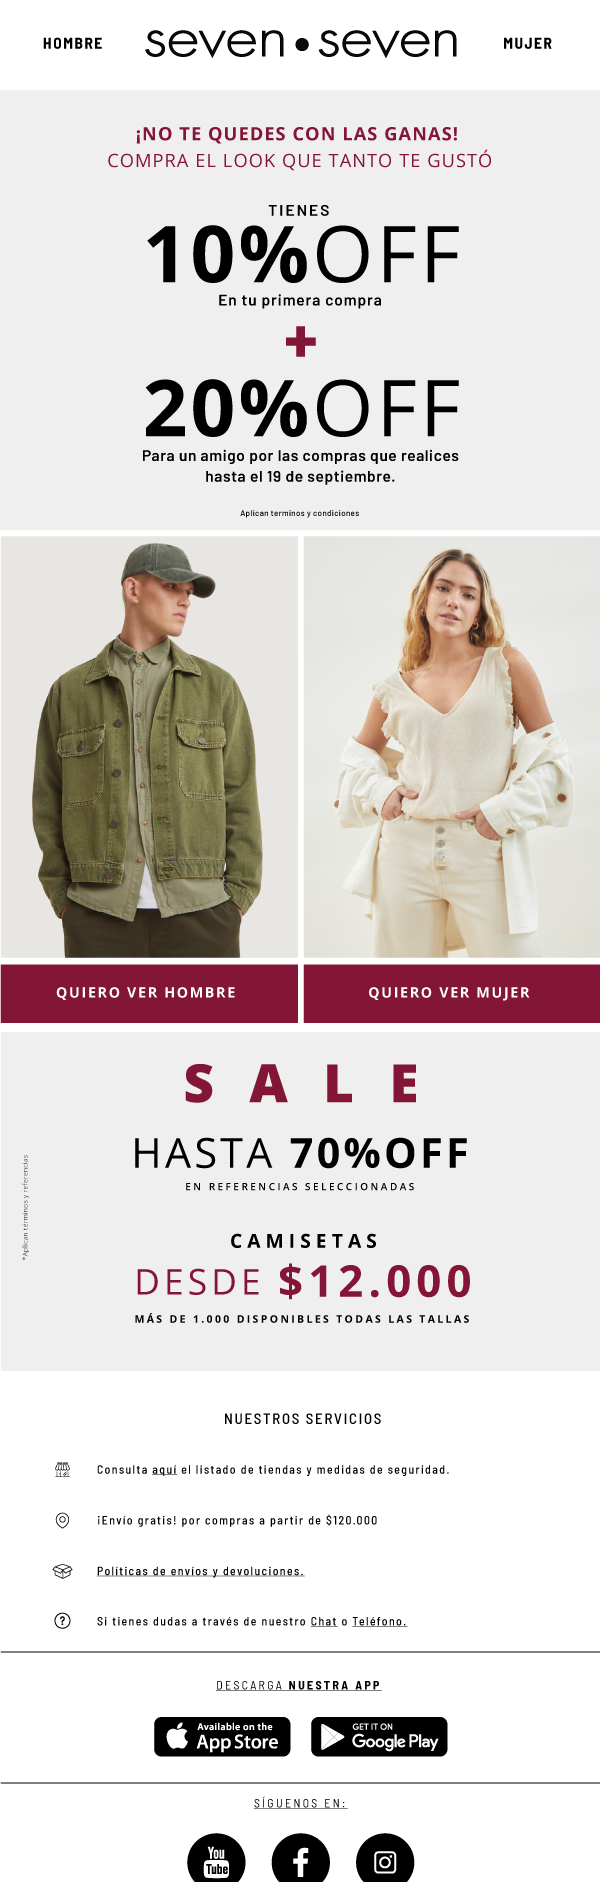 HOMBRE
seven • seven
MUJER
¡NO TE QUEDES CON LAS GANAS!
COMPRA EL LOOK QUE TANTO TE GUSTÓ
TIENES
10%OFF
En tu primera compra
+
20%OFF
Para un amigo por las compras que realices
hasta el 19 de septiembre.
Aplican terminos y condiciones
QUIERO VER HOMBRE
QUIERO VER MUJER
SALE
HASTA 70%OFF
EN REFERENCIAS SELECCIONADAS
*Aplican términos y referencias
CAMISETAS
DESDE $12.000
MÁS DE 1.000 DISPONIBLES TODAS LAS TALLAS
NUESTROS SERVICIOS
Consulta aquí el listado de tiendas y medidas de seguridad.
¡Envío gratis! por compras a partir de $120.000
Políticas de envíos y devoluciones.
Si tienes dudas a través de nuestro Chat o Teléfono.
DESCARGA NUESTRA APP
Available on the
App Store
GET IT ON
Google Play
SÍGUENOS EN:
You
Tube